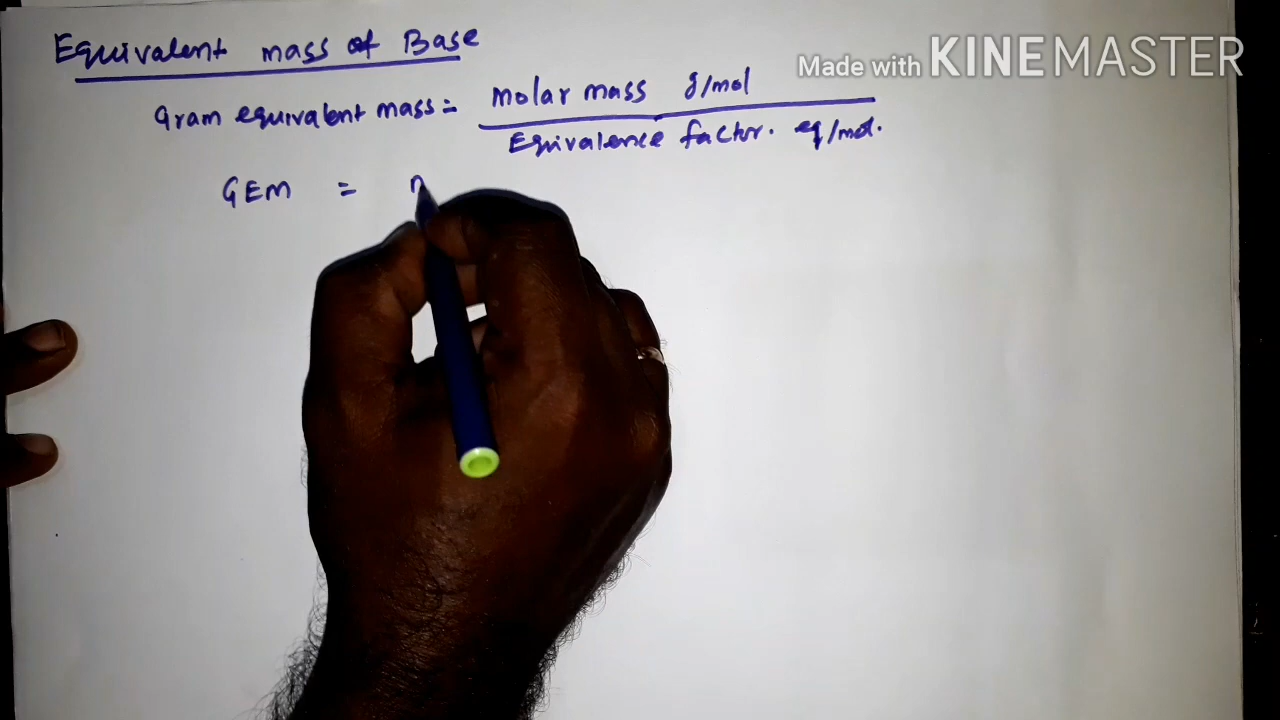 Equivalent mass of Base
Made with KINEMASTER
Gram equivalent mass = Molar mass g/mol
Equivalence factor. eq/mol.
GEM =